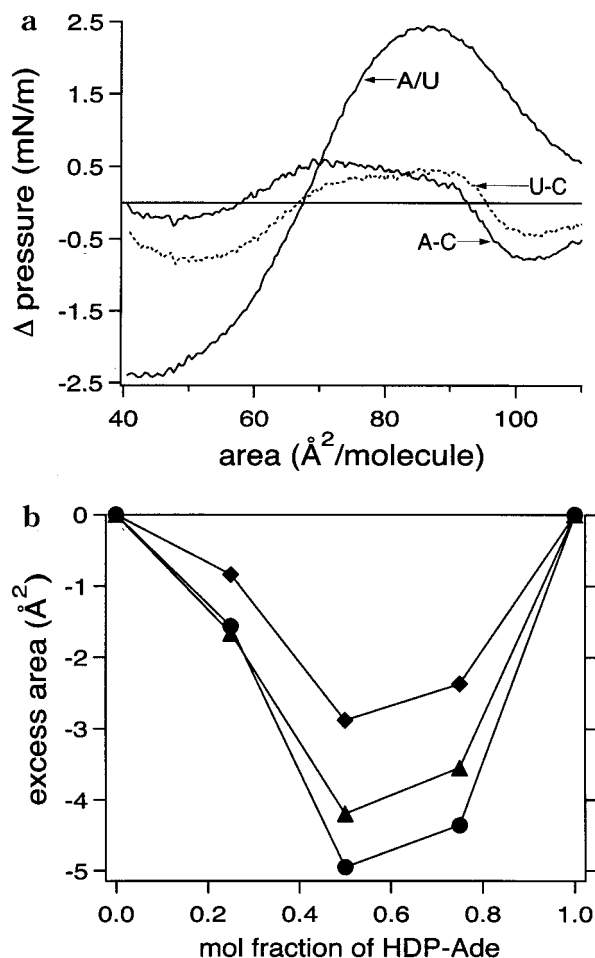 a
2.5
1.5
0.5
-0.5
-1.5
-2.5
Δ pressure (mN/m)
A/U
U-C
A-C
40
60
80
100
area (Å²/molecule)
b
0
-1
-2
-3
-4
-5
excess area (Å²)
0.0
0.2
0.4
0.6
0.8
1.0
mol fraction of HDP-Ade